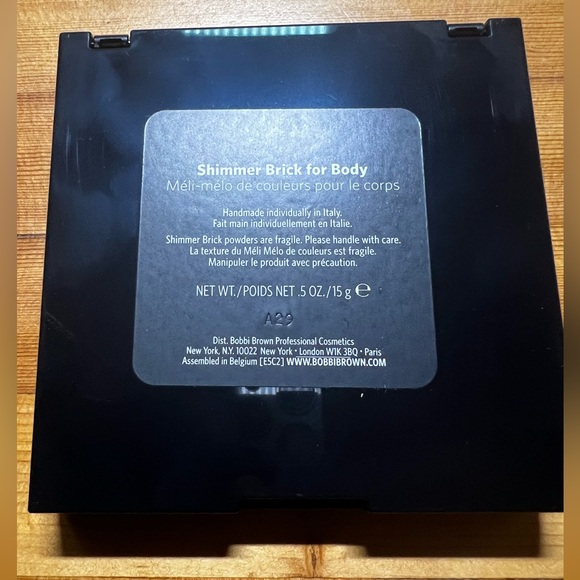 Shimmer Brick for Body
Méli-mélo de couleurs pour le corps
Handmade individually in Italy.
Fait main individuellement en Italie.
Shimmer Brick powders are fragile. Please handle with care.
La texture du Méli Mélo de couleurs est fragile.
Manipuler le produit avec précaution.
NET WT./POIDS NET .5 OZ./15 g ℮
A29
Dist. Bobbi Brown Professional Cosmetics
New York, N.Y. 10022 New York • London W1K 3BQ • Paris
Assembled in Belgium [E5C2] WWW.BOBBIBROWN.COM